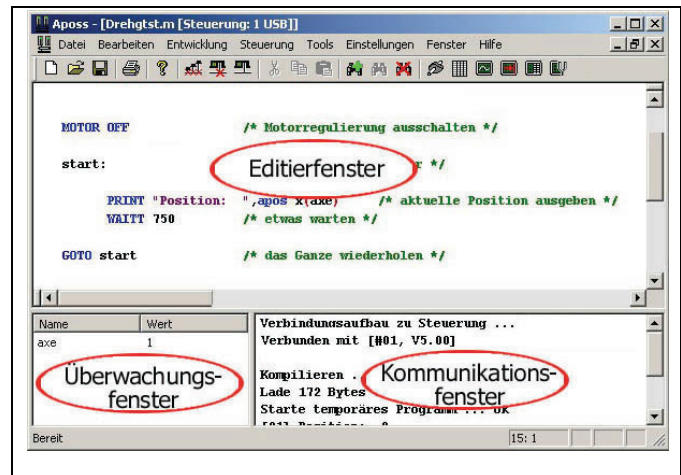 Aposs - [Drehgtst.m [Steuerung: 1 USB]]
Datei Bearbeiten Entwicklung Steuerung Tools Einstellungen Fenster Hilfe
MOTOR OFF /* Motorregulierung ausschalten */
start: r */
Editierfenster
PRINT "Position: ",apos x(axe) /* aktuelle Position ausgeben */
WAITT 750 /* etwas warten */
GOTO start /* das Ganze wiederholen */
Name Wert
axe 1
Überwachungs-
fenster
Verbindungsaufbau zu Steuerung ...
Verbunden mit [#01, V5.00]
Kompilieren .
Lade 172 Bytes
Starte temporäres Programm ... OK
Kommunikations-
fenster
[01] Position: 0
Bereit 15: 1